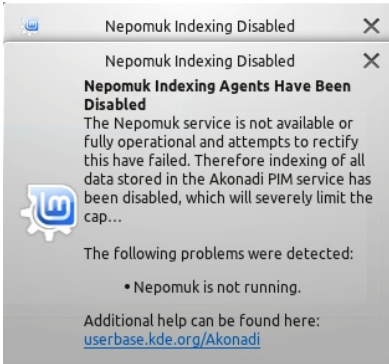 Nepomuk Indexing Disabled
Nepomuk Indexing Disabled
Nepomuk Indexing Agents Have Been
Disabled
The Nepomuk service is not available or
fully operational and attempts to rectify
this have failed. Therefore indexing of all
data stored in the Akonadi PIM service has
been disabled, which will severely limit the
cap…
The following problems were detected:
• Nepomuk is not running.
Additional help can be found here:
userbase.kde.org/Akonadi